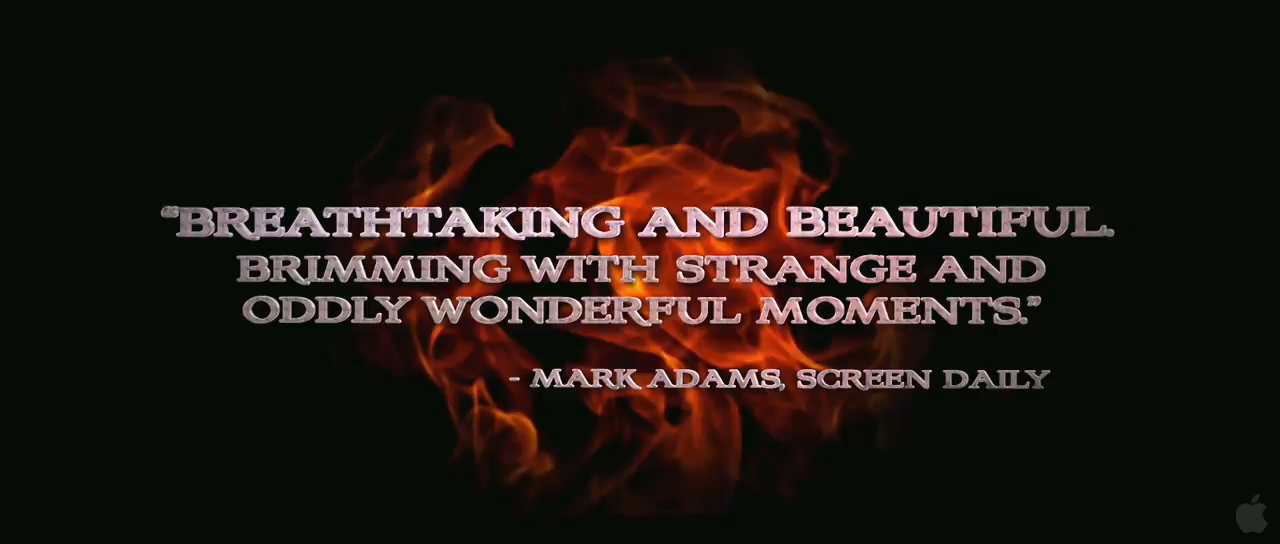 “BREATHTAKING AND BEAUTIFUL.
BRIMMING WITH STRANGE AND
ODDLY WONDERFUL MOMENTS.”
- MARK ADAMS, SCREEN DAILY